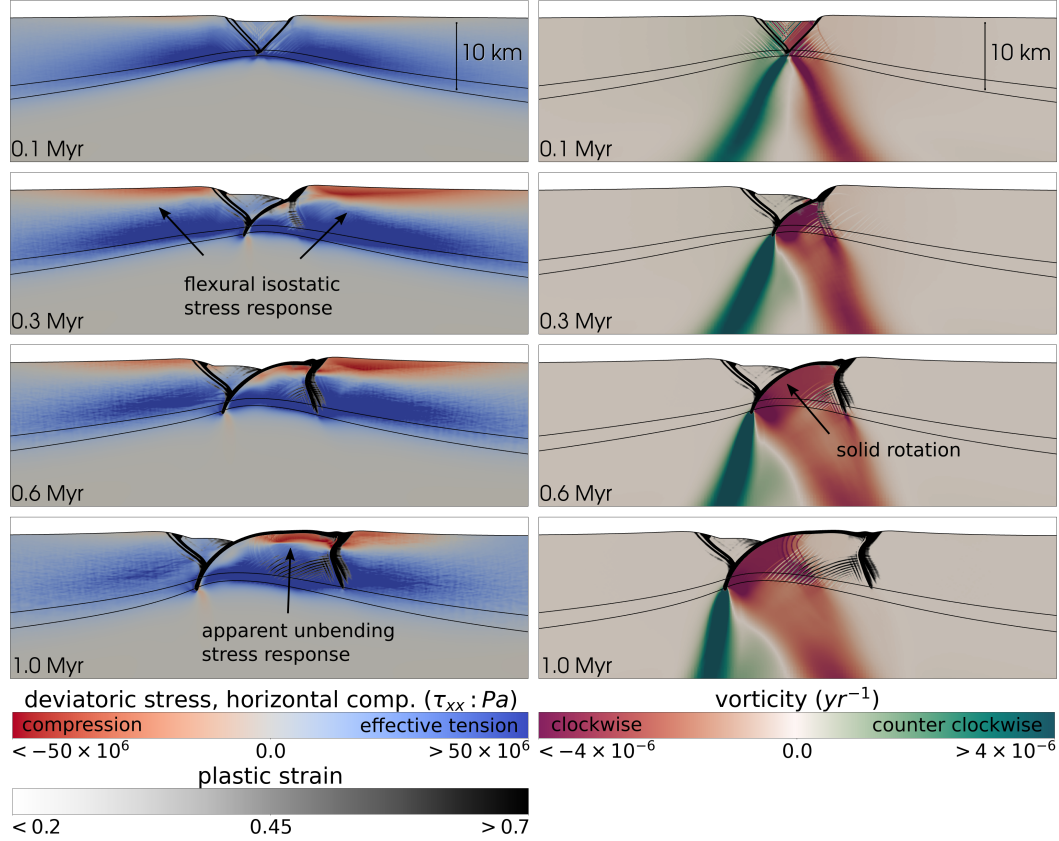 10 km
10 km
0.1 Myr
0.1 Myr
flexural isostatic
stress response
0.3 Myr
0.3 Myr
solid rotation
0.6 Myr
0.6 Myr
apparent unbending
stress response
1.0 Myr
1.0 Myr
deviatoric stress, horizontal comp. (τxx : Pa)
compression
effective tension
< −50 × 10⁶
0.0
> 50 × 10⁶
vorticity (yr⁻¹)
clockwise
counter clockwise
< −4 × 10⁻⁶
0.0
> 4 × 10⁻⁶
plastic strain
< 0.2
0.45
> 0.7